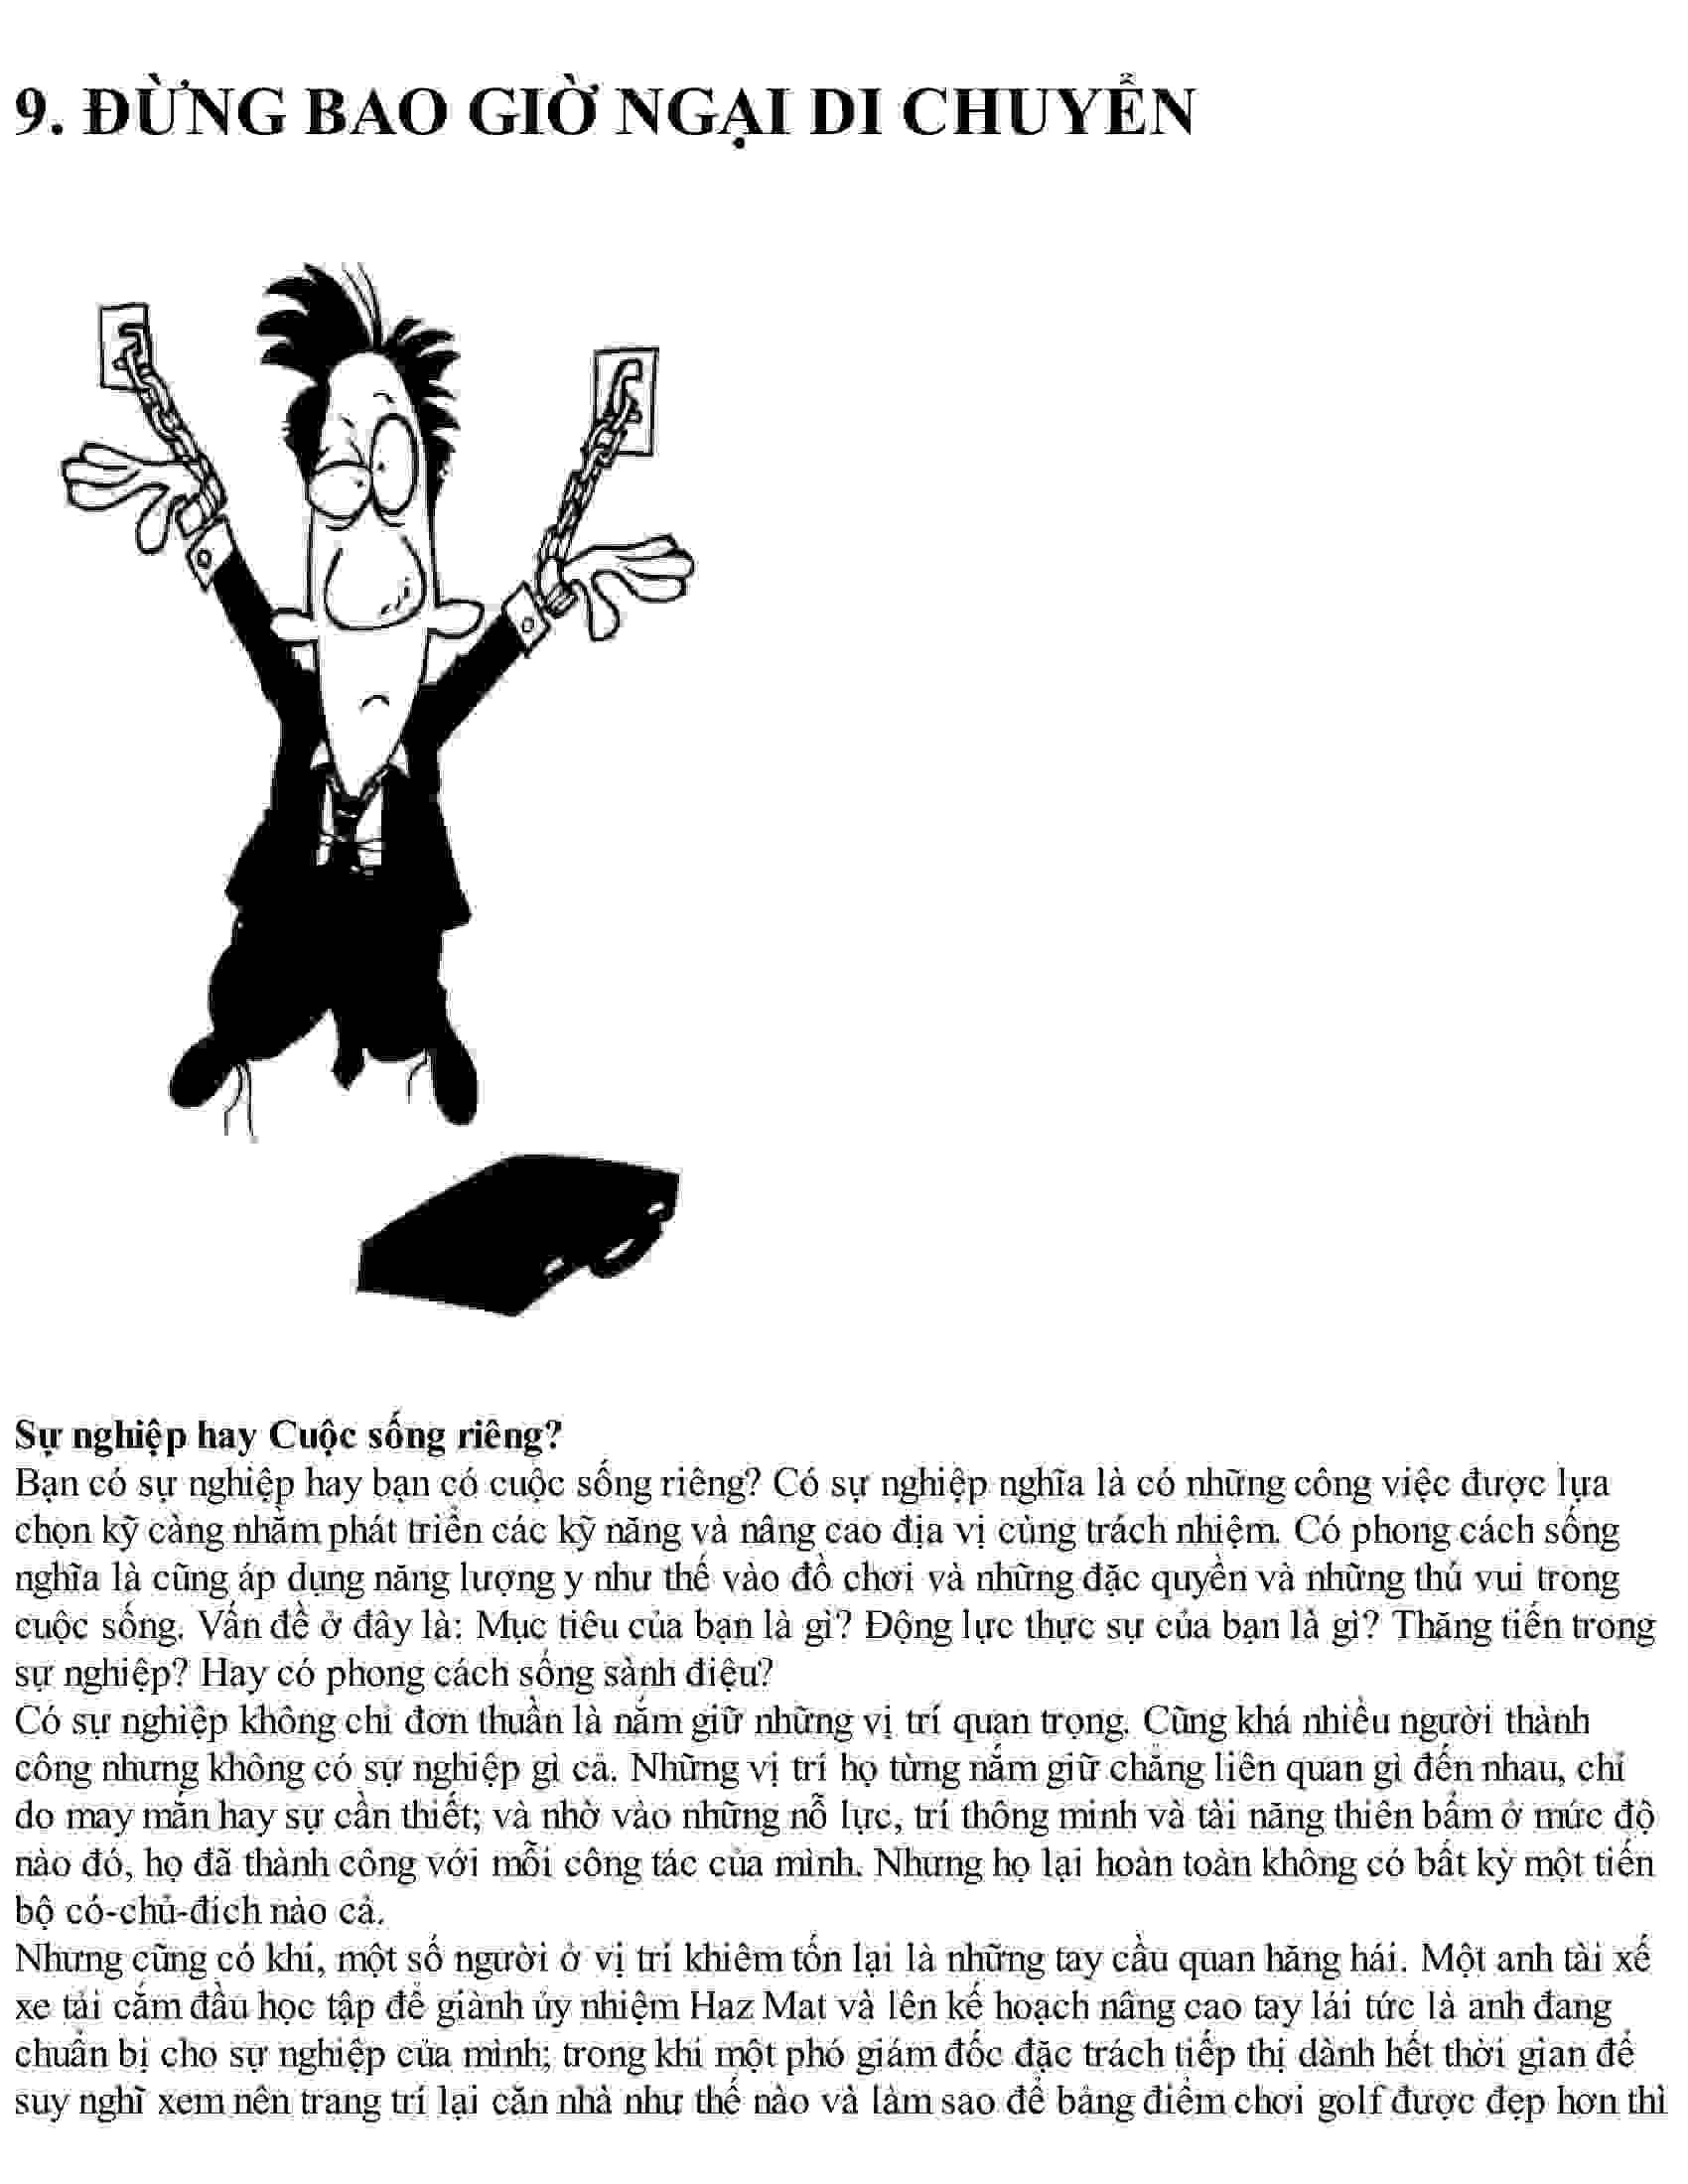 9. ĐỪNG BAO GIỜ NGẠI DI CHUYỂN
Sự nghiệp hay Cuộc sống riêng?
Bạn có sự nghiệp hay bạn có cuộc sống riêng? Có sự nghiệp nghĩa là có những công việc được lựa
chọn kỹ càng nhằm phát triển các kỹ năng và nâng cao địa vị cùng trách nhiệm. Có phong cách sống
nghĩa là cũng áp dụng năng lượng y như thế vào đồ chơi và những đặc quyền và những thú vui trong
cuộc sống. Vấn đề ở đây là: Mục tiêu của bạn là gì? Động lực thực sự của bạn là gì? Thăng tiến trong
sự nghiệp? Hay có phong cách sống sành điệu?
Có sự nghiệp không chỉ đơn thuần là nắm giữ những vị trí quan trọng. Cũng khá nhiều người thành
công nhưng không có sự nghiệp gì cả. Những vị trí họ từng nắm giữ chẳng liên quan gì đến nhau, chỉ
do may mắn hay sự cần thiết; và nhờ vào những nỗ lực, trí thông minh và tài năng thiên bẩm ở mức độ
nào đó, họ đã thành công với mỗi công tác của mình. Nhưng họ lại hoàn toàn không có bất kỳ một tiến
bộ có-chủ-đích nào cả.
Nhưng cũng có khi, một số người ở vị trí khiêm tốn lại là những tay cầu quan hăng hái. Một anh tài xế
xe tải cắm đầu học tập để giành ủy nhiệm Haz Mat và lên kế hoạch nâng cao tay lái tức là anh đang
chuẩn bị cho sự nghiệp của mình; trong khi một phó giám đốc đặc trách tiếp thị dành hết thời gian để
suy nghĩ xem nên trang trí lại căn nhà như thế nào và làm sao để bảng điểm chơi golf được đẹp hơn thì